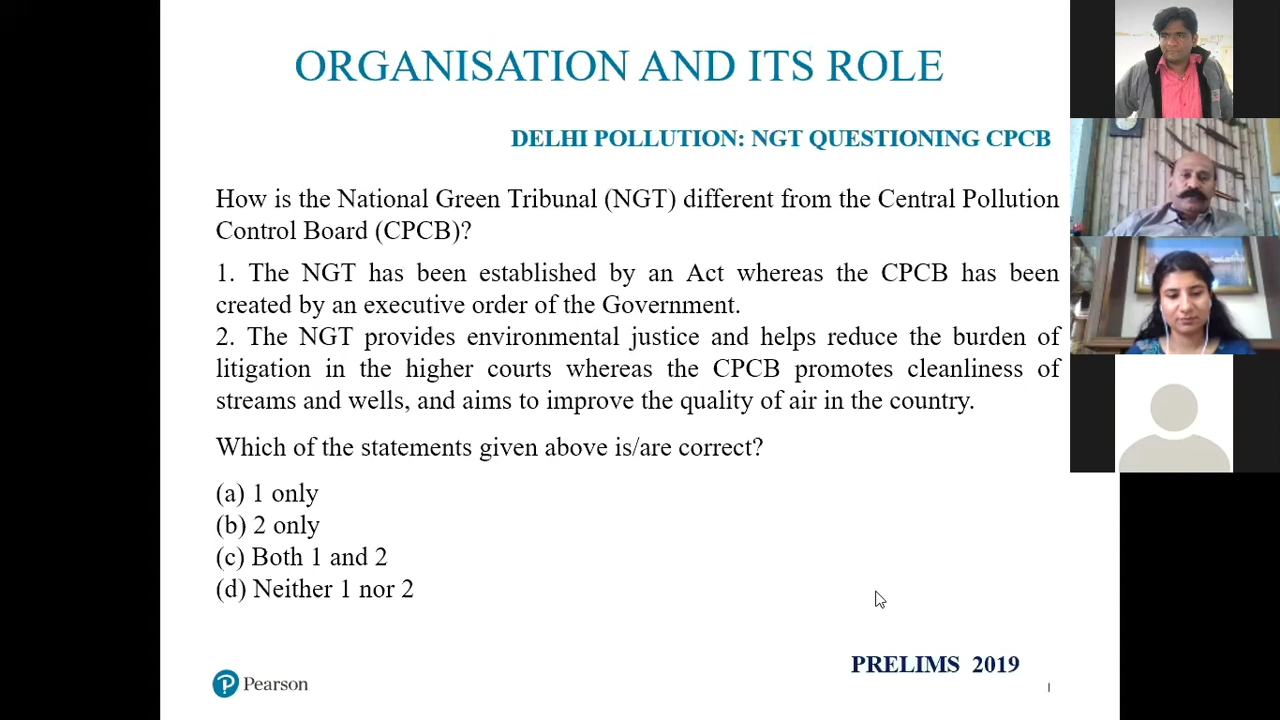 ORGANISATION AND ITS ROLE
DELHI POLLUTION: NGT QUESTIONING CPCB
How is the National Green Tribunal (NGT) different from the Central Pollution
Control Board (CPCB)?
1. The NGT has been established by an Act whereas the CPCB has been
created by an executive order of the Government.
2. The NGT provides environmental justice and helps reduce the burden of
litigation in the higher courts whereas the CPCB promotes cleanliness of
streams and wells, and aims to improve the quality of air in the country.
Which of the statements given above is/are correct?
(a) 1 only
(b) 2 only
(c) Both 1 and 2
(d) Neither 1 nor 2
PRELIMS 2019
Pearson
1